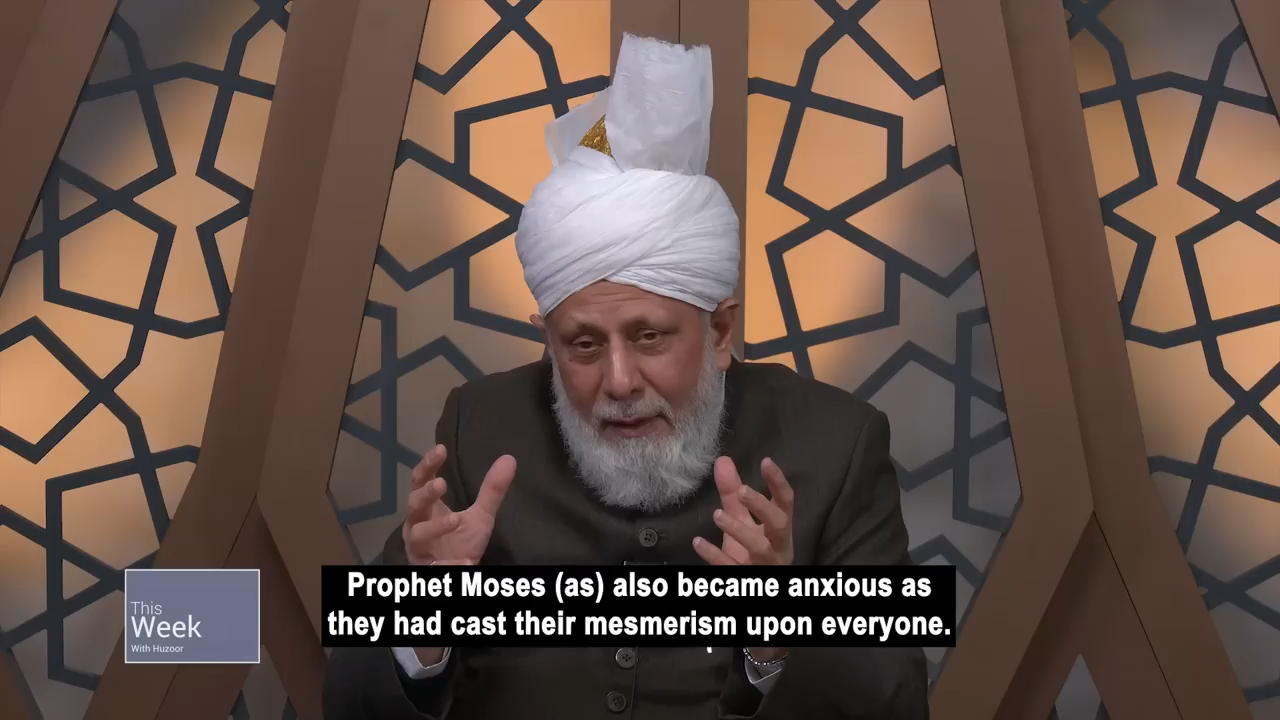 This
Week
With Huzoor
Prophet Moses (as) also became anxious as
they had cast their mesmerism upon everyone.